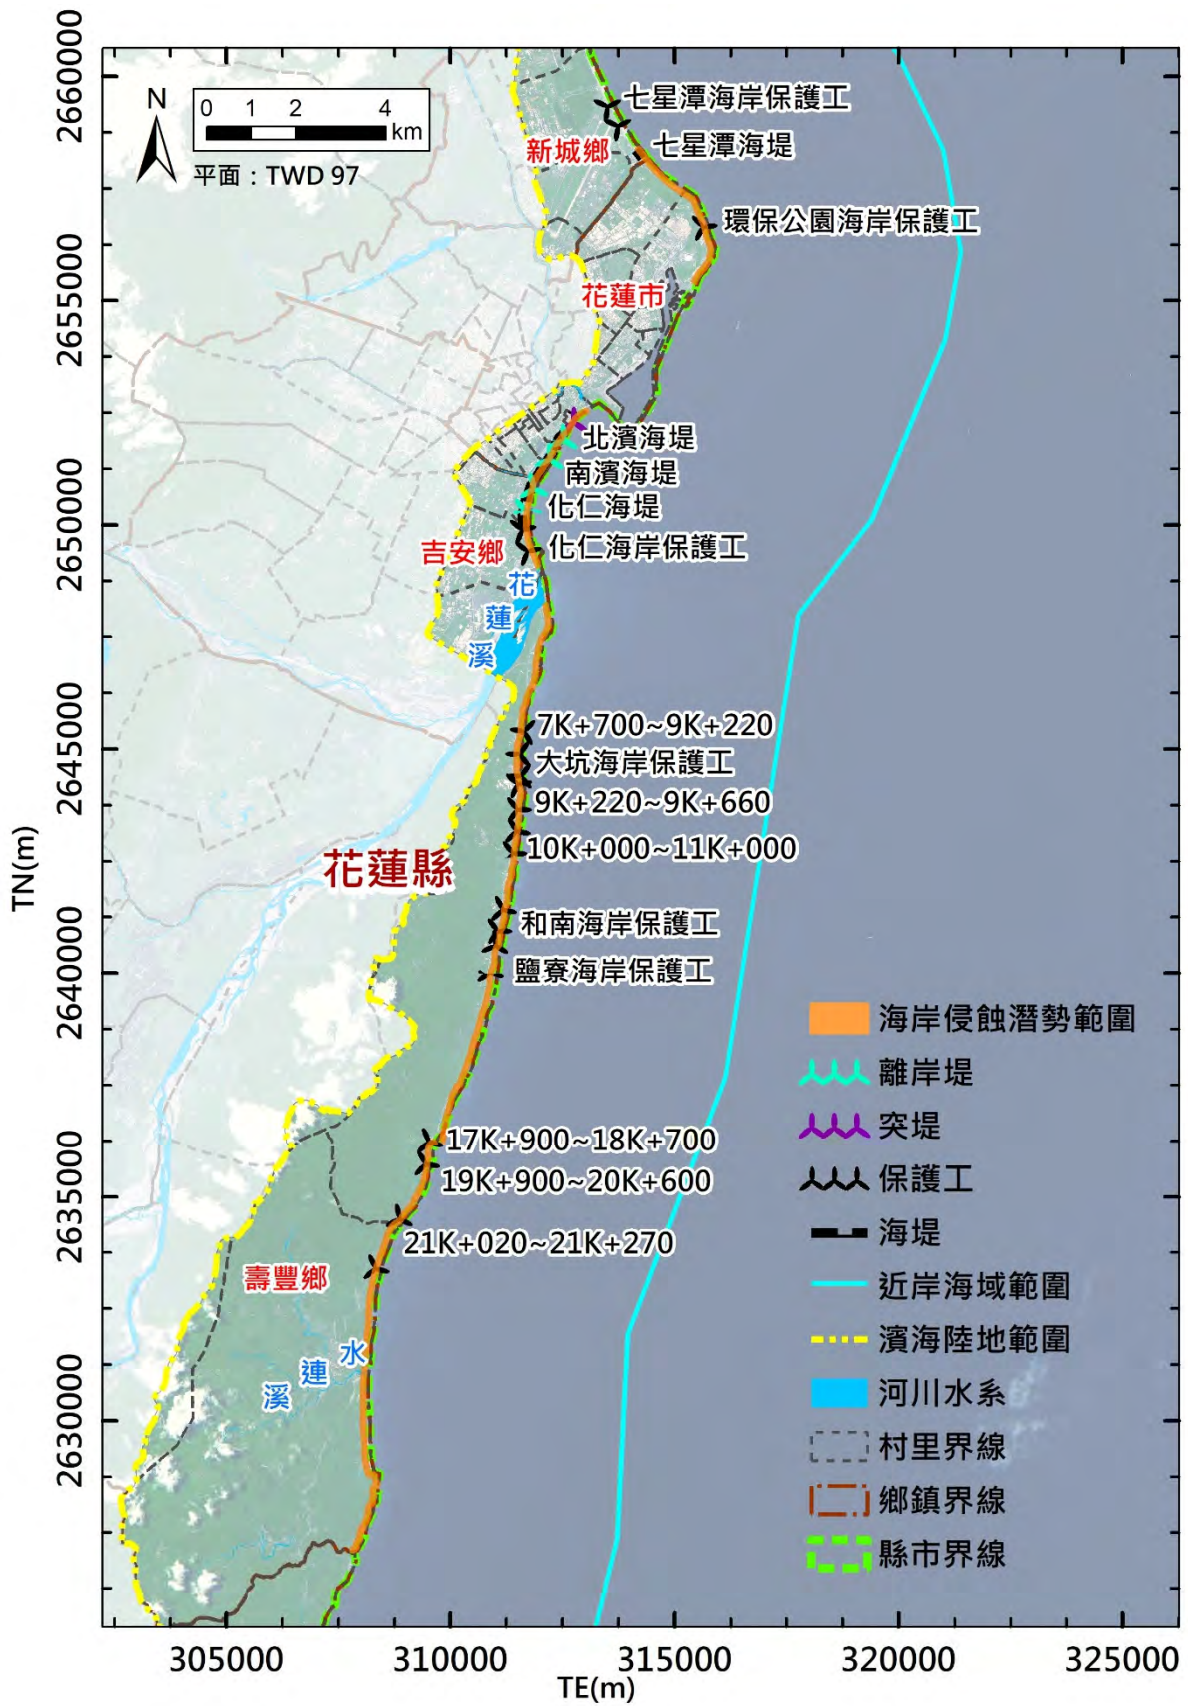 N
0 1 2 4
km
平面：TWD 97
七星潭海岸保護工
七星潭海堤
新城鄉
環保公園海岸保護工
花蓮市
北濱海堤
南濱海堤
化仁海堤
化仁海岸保護工
吉安鄉
花蓮溪
7K+700~9K+220
大坑海岸保護工
9K+220~9K+660
10K+000~11K+000
花蓮縣
和南海岸保護工
鹽寮海岸保護工
17K+900~18K+700
19K+900~20K+600
21K+020~21K+270
壽豐鄉
水連溪
海岸侵蝕潛勢範圍
離岸堤
突堤
保護工
海堤
近岸海域範圍
濱海陸地範圍
河川水系
村里界線
鄉鎮界線
縣市界線
2660000
2655000
2650000
2645000
2640000
2635000
2630000
TN(m)
305000 310000 315000 320000 325000
TE(m)